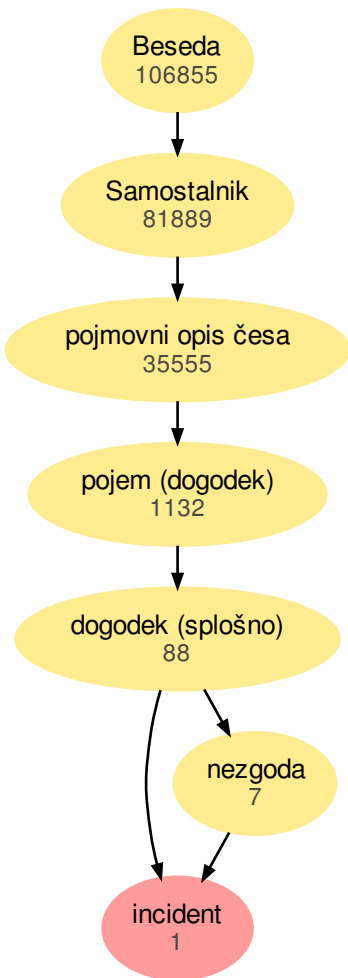 Beseda
106855
Samostalnik
81889
pojmovni opis česa
35555
pojem (dogodek)
1132
dogodek (splošno)
88
nezgoda
7
incident
1